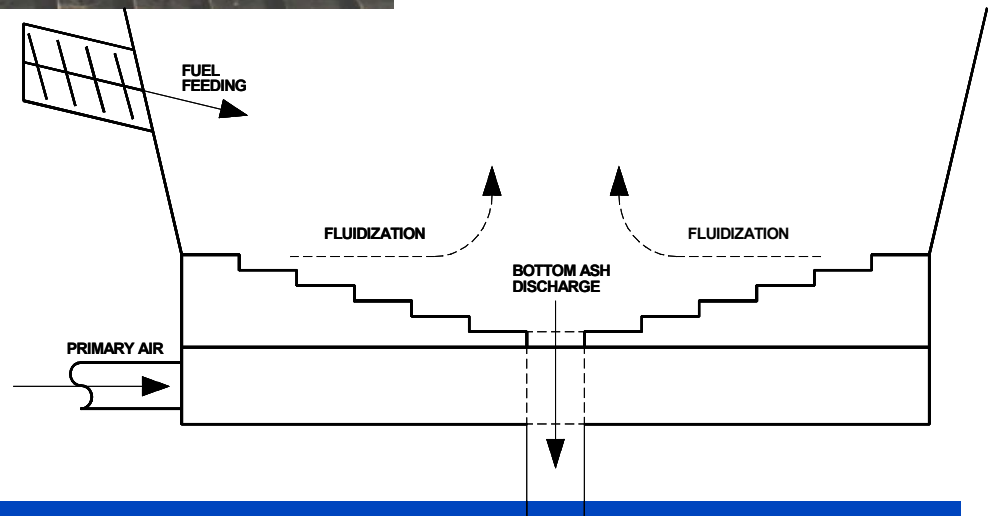 FUEL
FEEDING
FLUIDIZATION
FLUIDIZATION
BOTTOM ASH
DISCHARGE
PRIMARY AIR